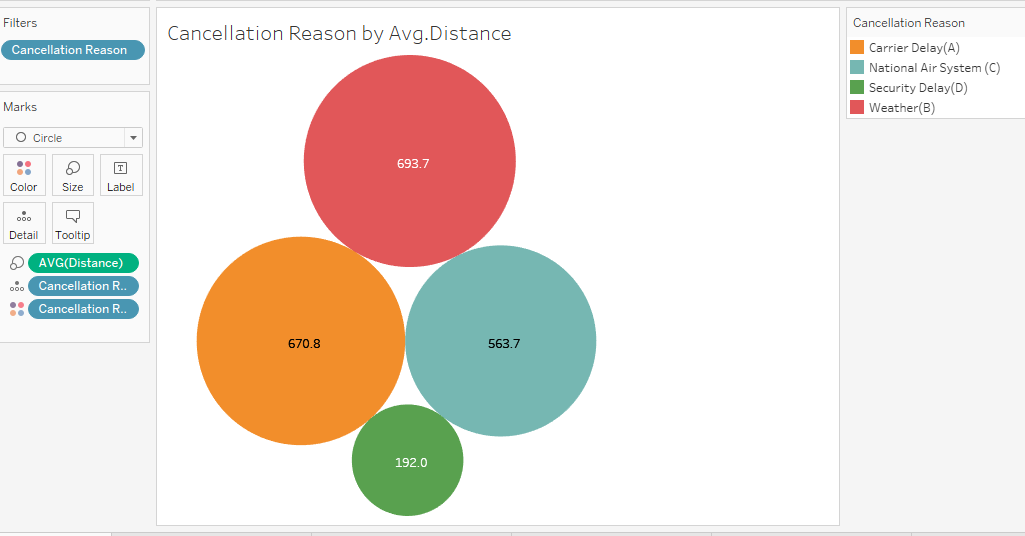 Filters
Cancellation Reason
Marks
Circle
Color Size Label
Detail Tooltip
AVG(Distance)
Cancellation R..
Cancellation R..
Cancellation Reason by Avg.Distance
693.7
670.8
563.7
192.0
Cancellation Reason
Carrier Delay(A)
National Air System (C)
Security Delay(D)
Weather(B)